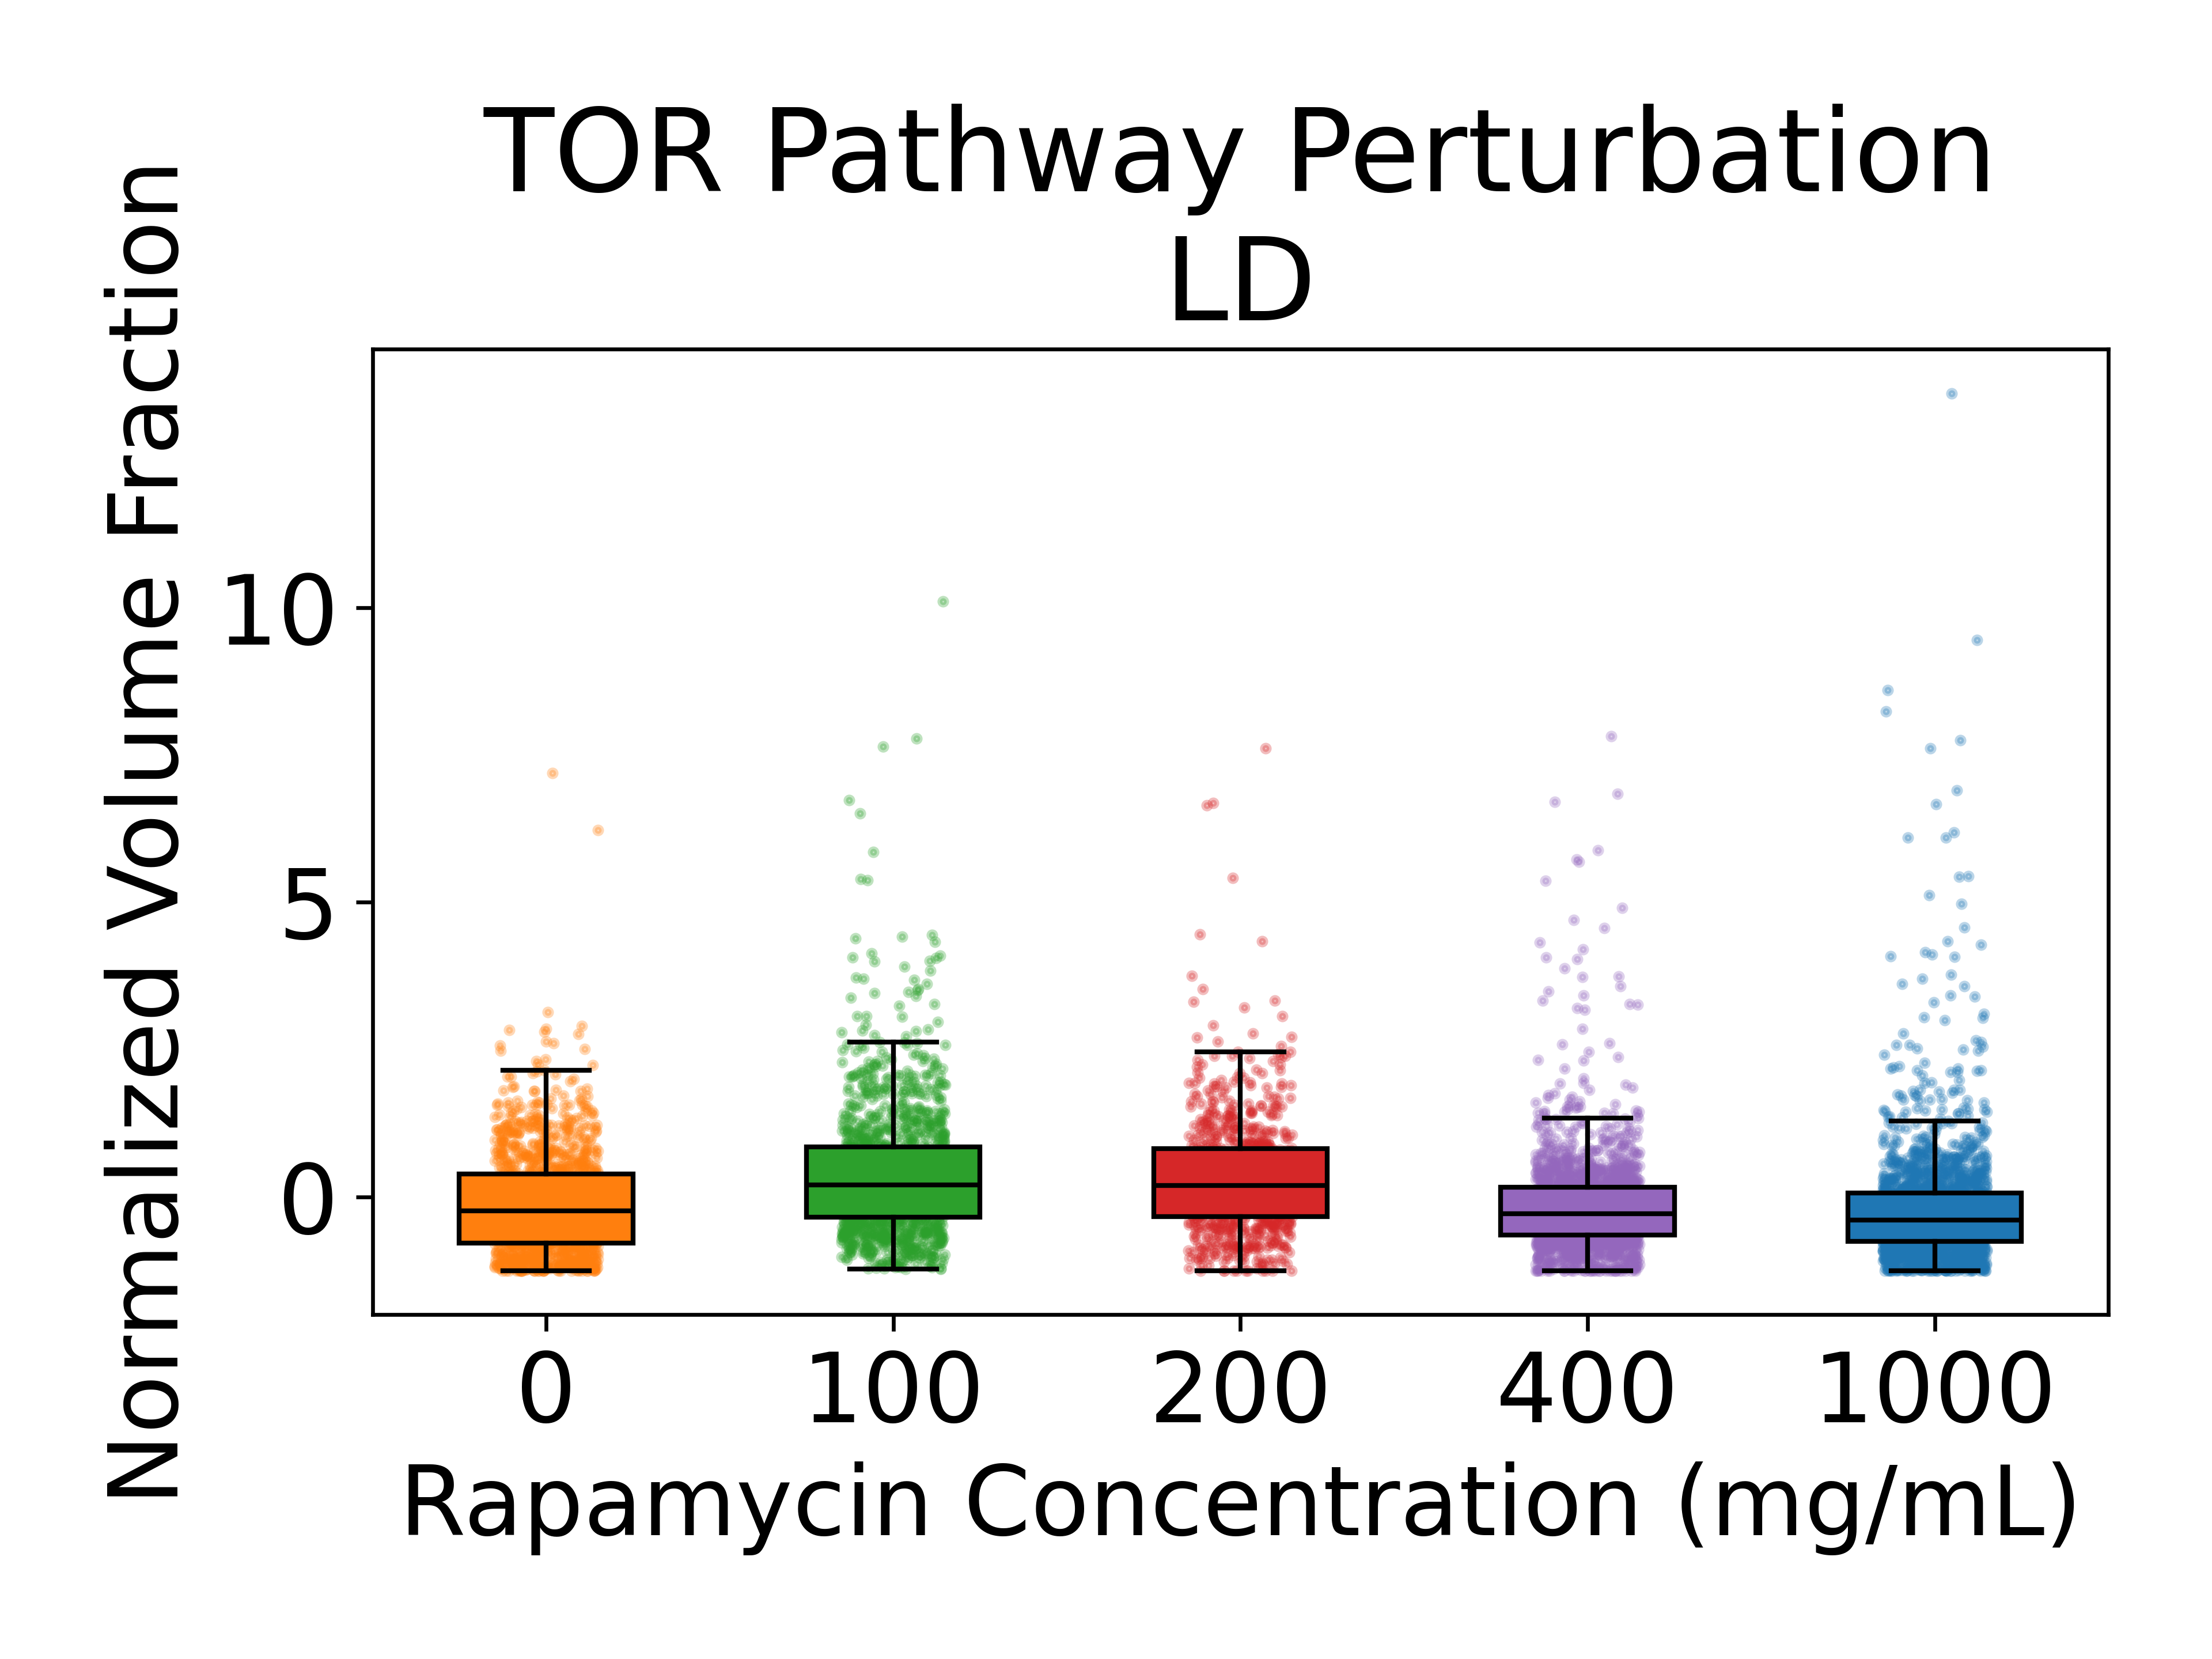 TOR Pathway Perturbation
LD
Normalized Volume Fraction
10
5
0
0 100 200 400 1000
Rapamycin Concentration (mg/mL)